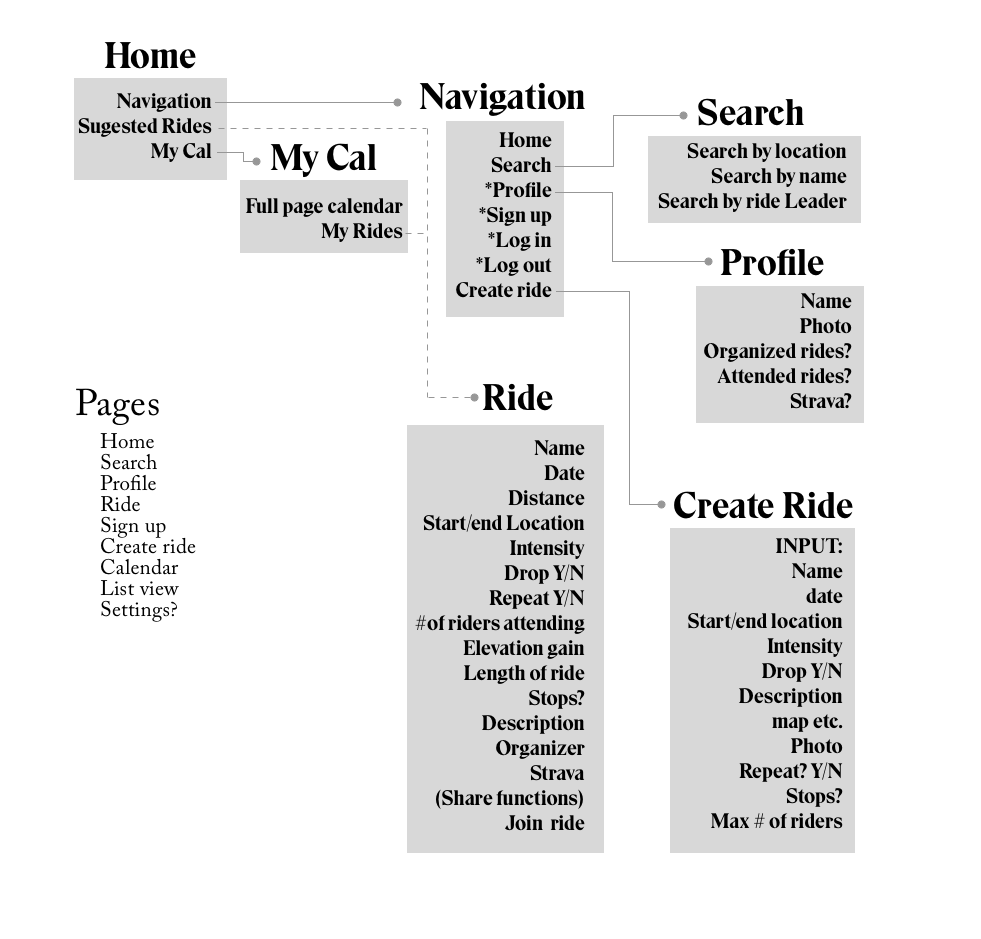 Home
Navigation
Sugested Rides
My Cal
My Cal
Full page calendar
My Rides
Navigation
Home
Search
*Profile
*Sign up
*Log in
*Log out
Create ride
Search
Search by location
Search by name
Search by ride Leader
Profile
Name
Photo
Organized rides?
Attended rides?
Strava?
Pages
Home
Search
Profile
Ride
Sign up
Create ride
Calendar
List view
Settings?
Ride
Name
Date
Distance
Start/end Location
Intensity
Drop Y/N
Repeat Y/N
#of riders attending
Elevation gain
Length of ride
Stops?
Description
Organizer
Strava
(Share functions)
Join ride
Create Ride
INPUT:
Name
date
Start/end location
Intensity
Drop Y/N
Description
map etc.
Photo
Repeat? Y/N
Stops?
Max # of riders